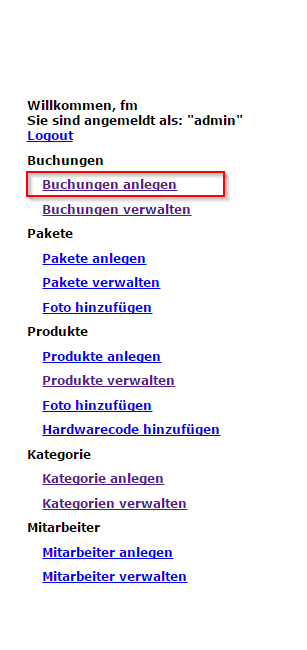 Willkommen, fm
Sie sind angemeldet als: "admin"
Logout
Buchungen
Buchungen anlegen
Buchungen verwalten
Pakete
Pakete anlegen
Pakete verwalten
Foto hinzufügen
Produkte
Produkte anlegen
Produkte verwalten
Foto hinzufügen
Hardwarecode hinzufügen
Kategorie
Kategorie anlegen
Kategorien verwalten
Mitarbeiter
Mitarbeiter anlegen
Mitarbeiter verwalten